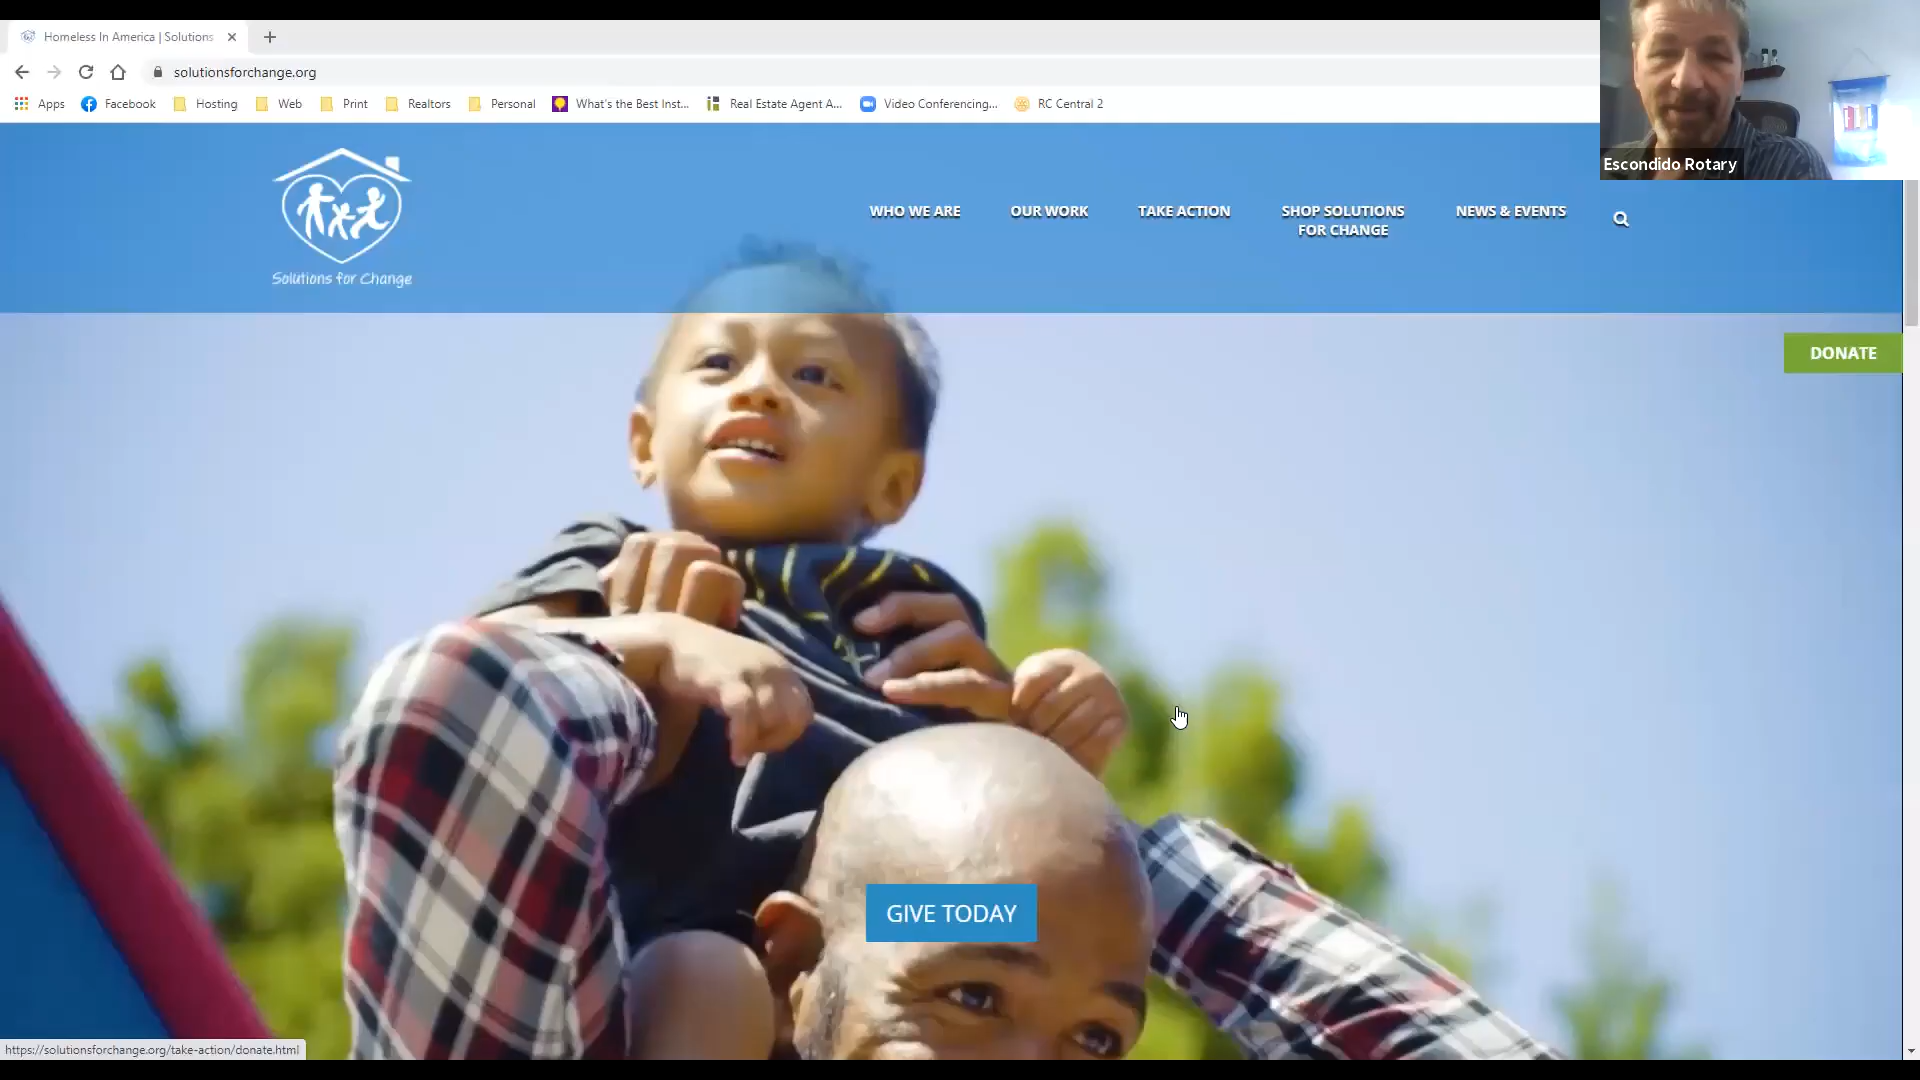 Homeless In America | Solutions
solutionsforchange.org
Apps Facebook Hosting Web Print Realtors Personal What's the Best Inst... Real Estate Agent A... Video Conferencing... RC Central 2
Escondido Rotary
WHO WE ARE OUR WORK TAKE ACTION SHOP SOLUTIONS
FOR CHANGE NEWS & EVENTS
Solutions for Change
DONATE
GIVE TODAY
https://solutionsforchange.org/take-action/donate.html